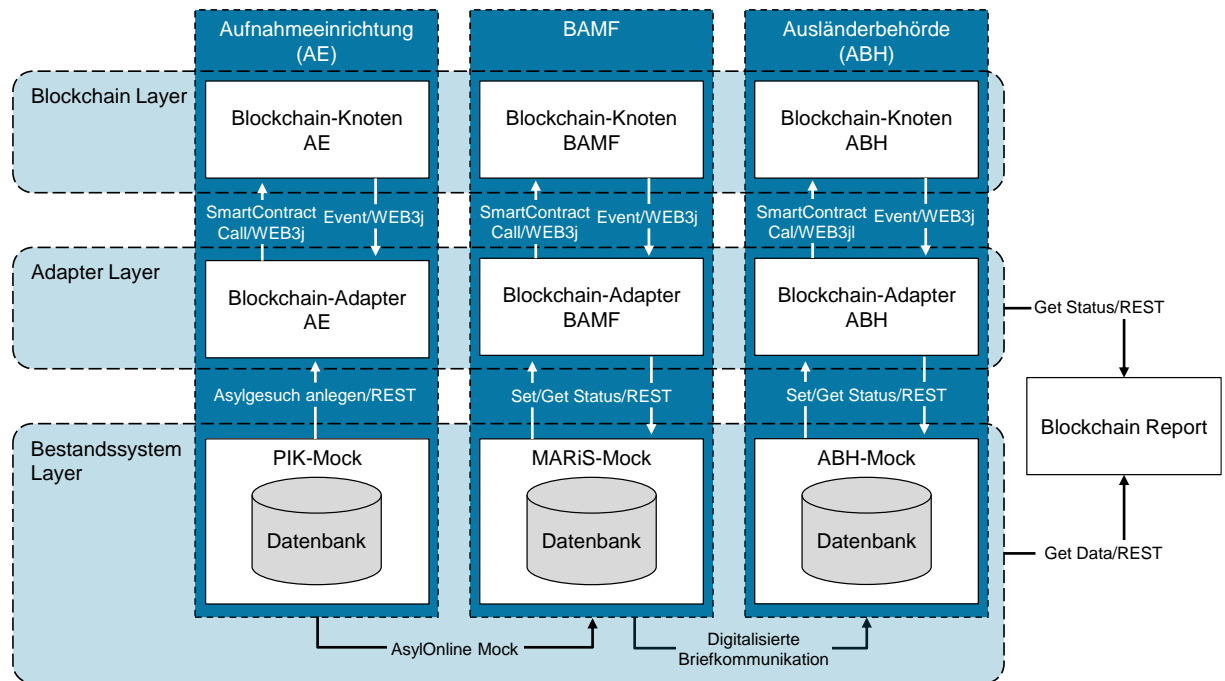 Aufnahmeeinrichtung
(AE)
BAMF
Ausländerbehörde
(ABH)
Blockchain Layer
Blockchain-Knoten
AE
Blockchain-Knoten
BAMF
Blockchain-Knoten
ABH
SmartContract
Call/WEB3j
Event/WEB3j
SmartContract
Call/WEB3j
Event/WEB3j
SmartContract
Cal/WEB3jl
Event/WEB3j
Adapter Layer
Blockchain-Adapter
AE
Blockchain-Adapter
BAMF
Blockchain-Adapter
ABH
Get Status/REST
Asylgesuch anlegen/REST
Set/Get Status/REST
Set/Get Status/REST
Blockchain Report
Bestandssystem
Layer
PIK-Mock
Datenbank
MARiS-Mock
Datenbank
ABH-Mock
Datenbank
Get Data/REST
AsylOnline Mock
Digitalisierte
Briefkommunikation